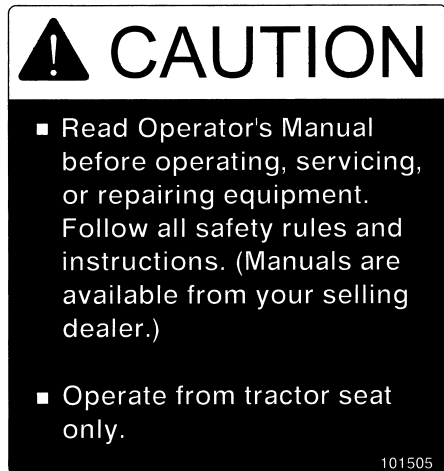 CAUTION
▪ Read Operator's Manual
before operating, servicing,
or repairing equipment.
Follow all safety rules and
instructions. (Manuals are
available from your selling
dealer.)
▪ Operate from tractor seat
only.
101505